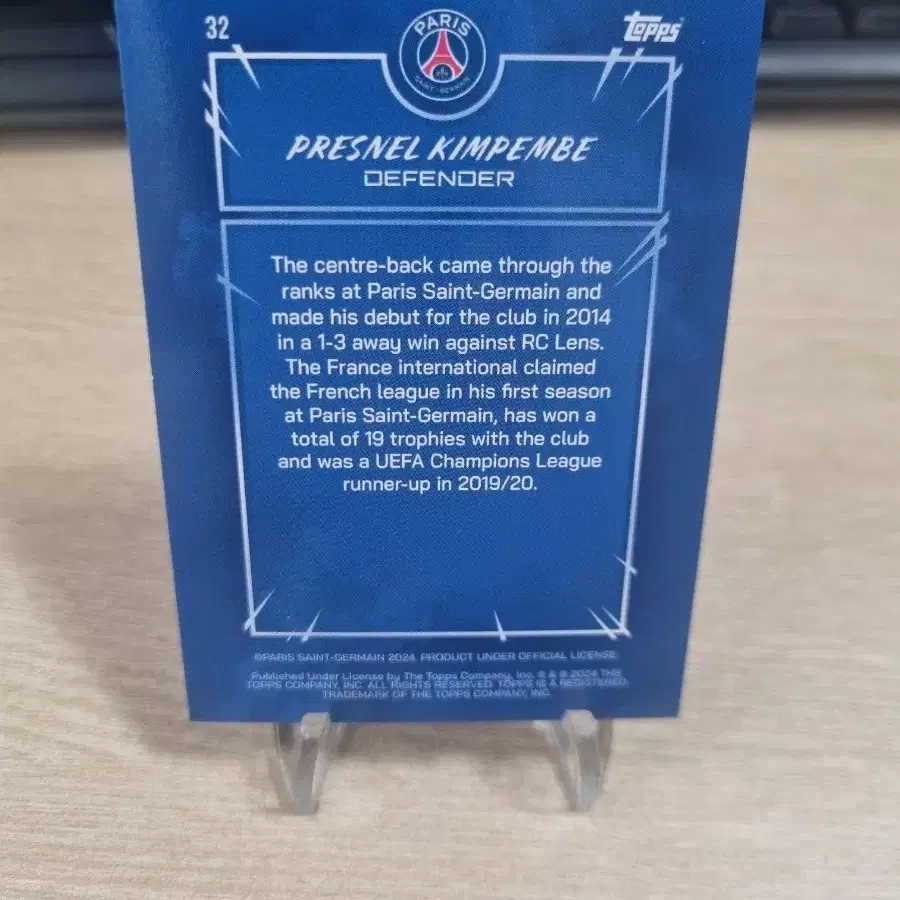 32
topps
PARIS
SAINT-GERMAIN
PRESNEL KIMPEMBE
DEFENDER
The centre-back came through the
ranks at Paris Saint-Germain and
made his debut for the club in 2014
in a 1-3 away win against RC Lens.
The France international claimed
the French league in his first season
at Paris Saint-Germain, has won a
total of 19 trophies with the club
and was a UEFA Champions League
runner-up in 2019/20.
©PARIS SAINT-GERMAIN 2024. PRODUCT UNDER OFFICIAL LICENSE.
Published Under License by The Topps Company, Inc. ® & © 2024 THE
TOPPS COMPANY, INC. ALL RIGHTS RESERVED. TOPPS IS A REGISTERED
TRADEMARK OF THE TOPPS COMPANY, INC.